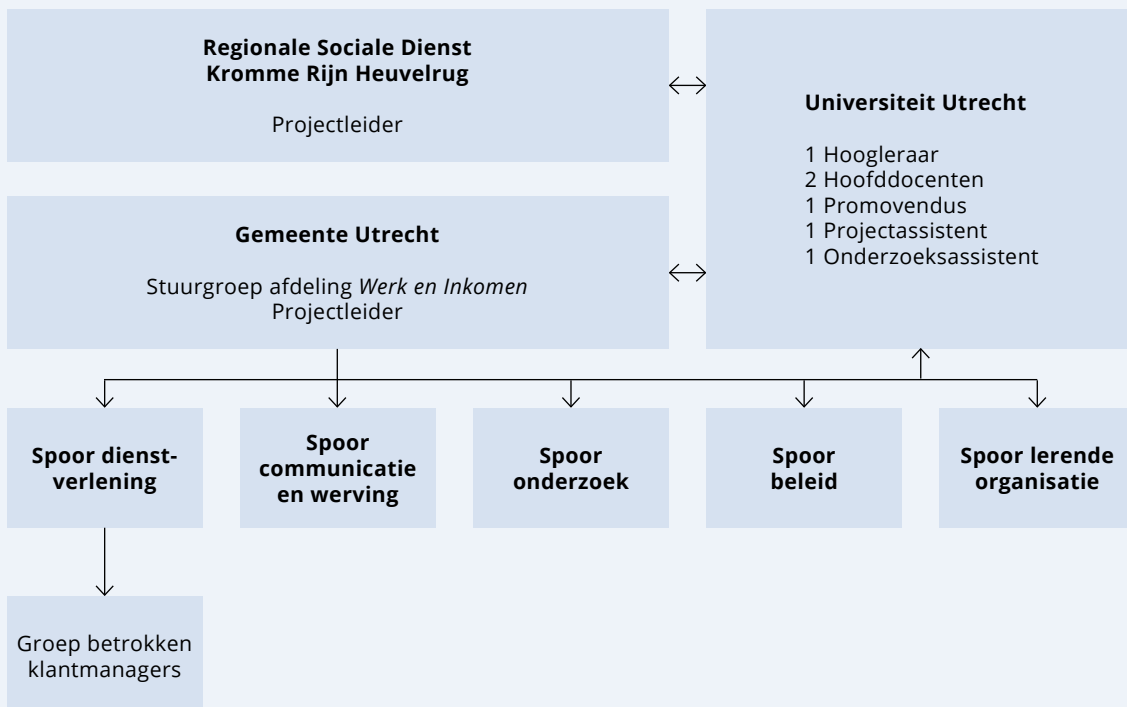 Regionale Sociale Dienst
Kromme Rijn Heuvelrug
Projectleider
Universiteit Utrecht
1 Hoogleraar
2 Hoofddocenten
1 Promovendus
1 Projectassistent
1 Onderzoeksassistent
Gemeente Utrecht
Stuurgroep afdeling Werk en Inkomen
Projectleider
Spoor dienst-
verlening
Spoor
communicatie
en werving
Spoor
onderzoek
Spoor
beleid
Spoor lerende
organisatie
Groep betrokken
klantmanagers